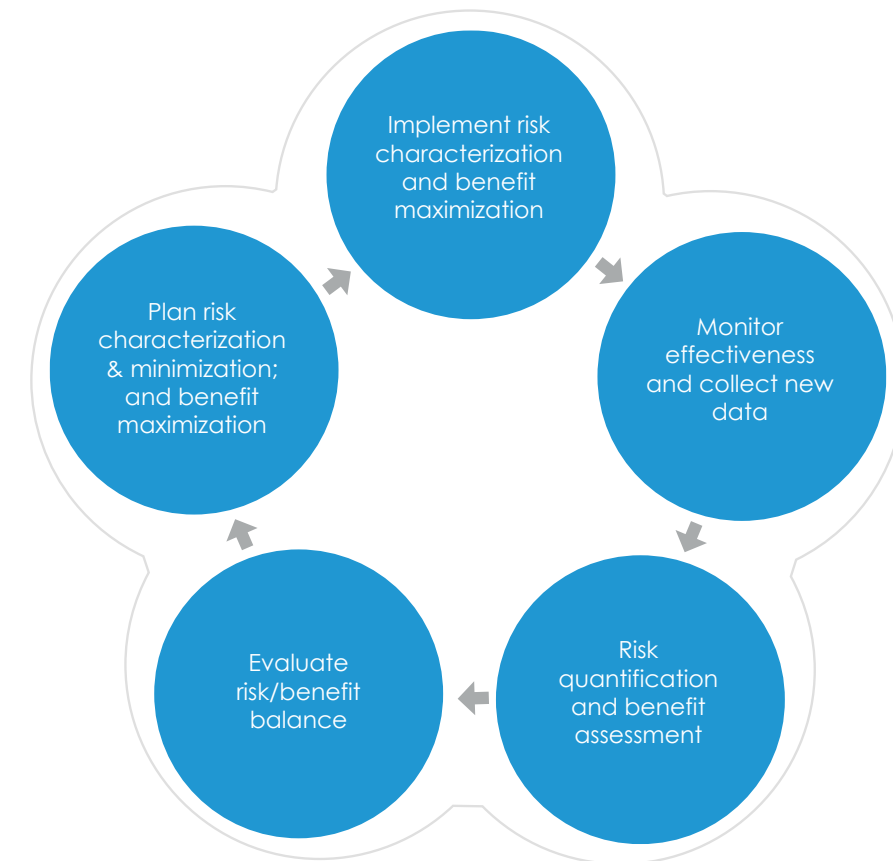 Implement risk
characterization
and benefit
maximization
Monitor
effectiveness
and collect new
data
Risk
quantification
and benefit
assessment
Evaluate
risk/benefit
balance
Plan risk
characterization
& minimization;
and benefit
maximization